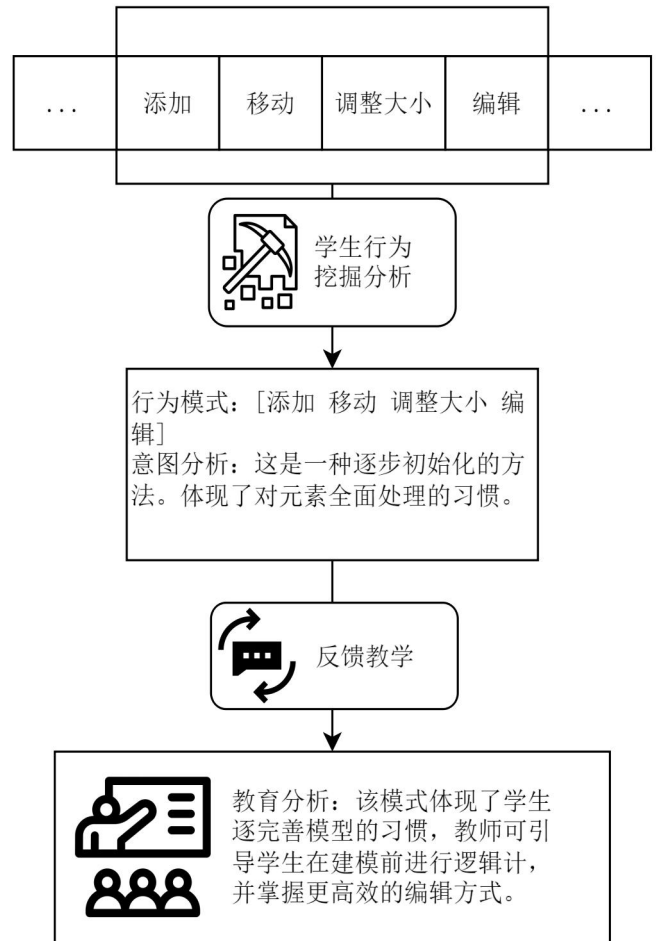 ... 添加 移动 调整大小 编辑 ...
学生行为
挖掘分析
行为模式：[添加 移动 调整大小 编
辑]
意图分析：这是一种逐步初始化的方
法。体现了对元素全面处理的习惯。
反馈教学
教育分析：该模式体现了学生
逐完善模型的习惯，教师可引
导学生在建模前进行逻辑计，
并掌握更高效的编辑方式。